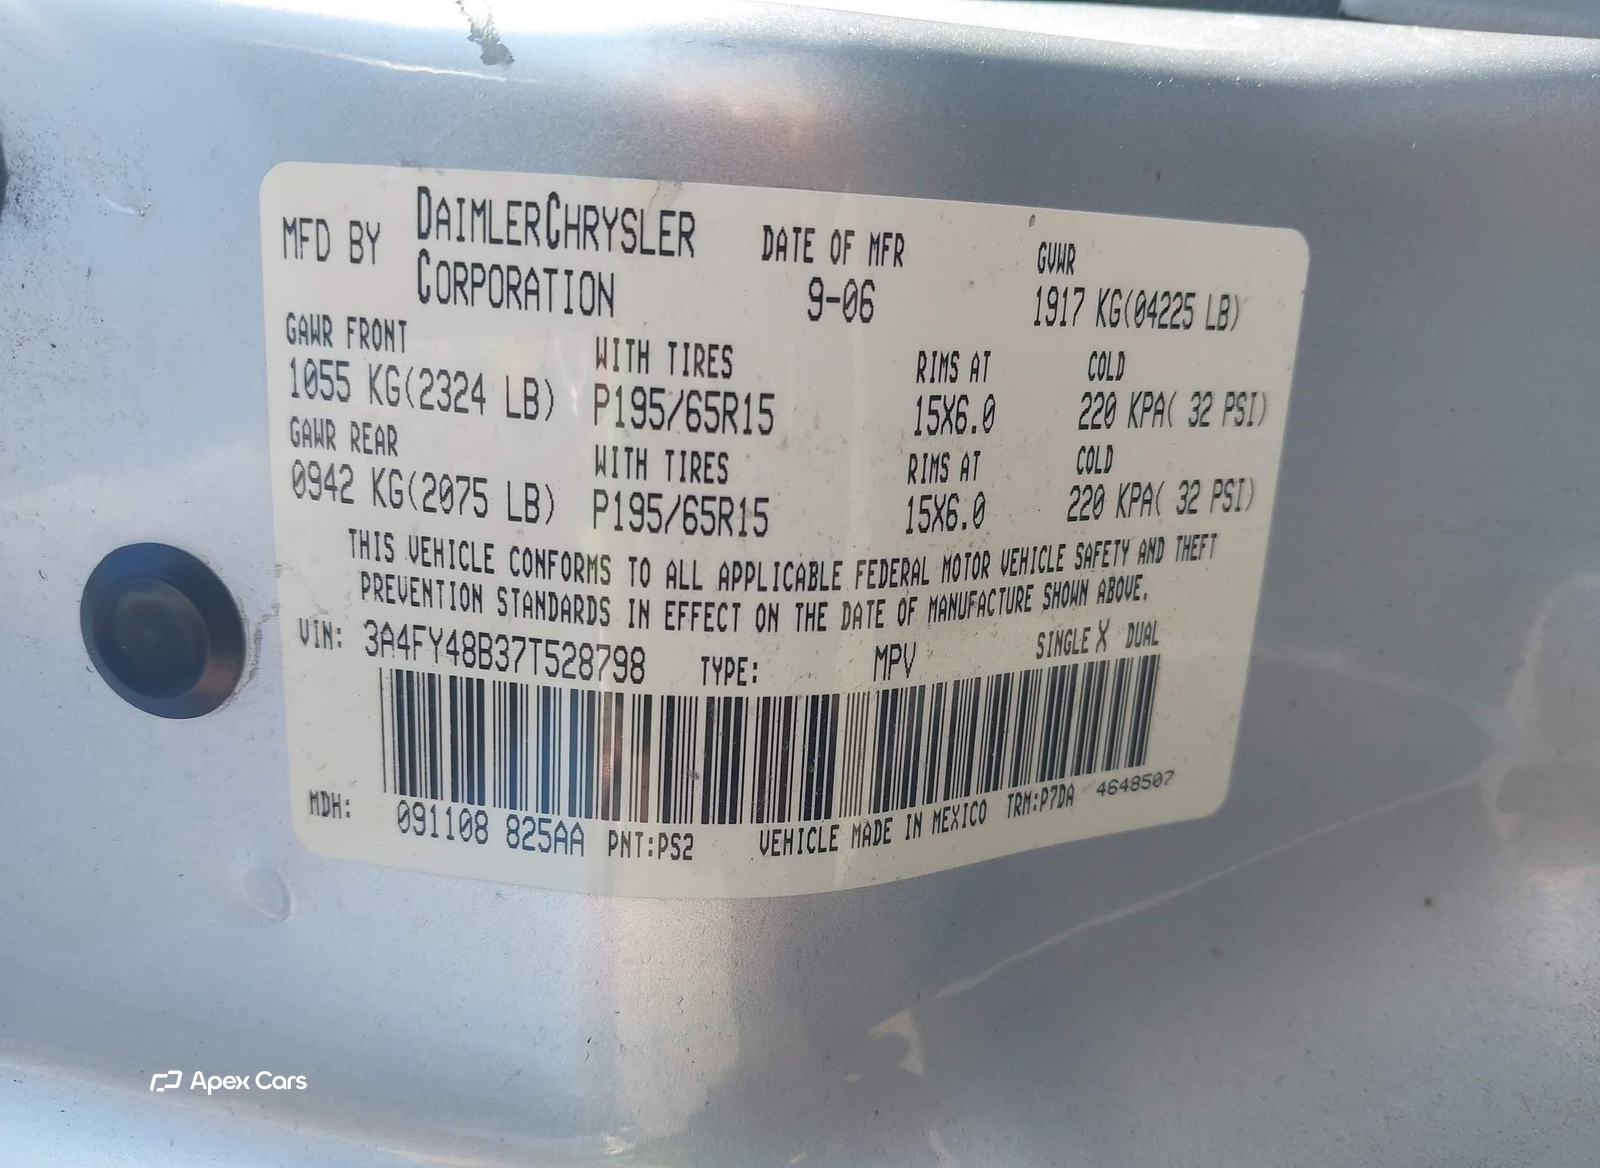 MFD BY DAIMLERCHRYSLER CORPORATION DATE OF MFR 9-06 GVWR 1917 KG(04225 LB)
GAWR FRONT WITH TIRES RIMS AT COLD
1055 KG(2324 LB) P195/65R15 15X6.0 220 KPA( 32 PSI)
GAWR REAR WITH TIRES RIMS AT COLD
0942 KG(2075 LB) P195/65R15 15X6.0 220 KPA( 32 PSI)
THIS VEHICLE CONFORMS TO ALL APPLICABLE FEDERAL MOTOR VEHICLE SAFETY AND THEFT
PREVENTION STANDARDS IN EFFECT ON THE DATE OF MANUFACTURE SHOWN ABOVE.
VIN: 3A4FY48B37T528798 TYPE: MPV SINGLE X DUAL
MDH: 091108 825AA PNT:PS2 VEHICLE MADE IN MEXICO TRM:P7DA 4648507
Apex Cars